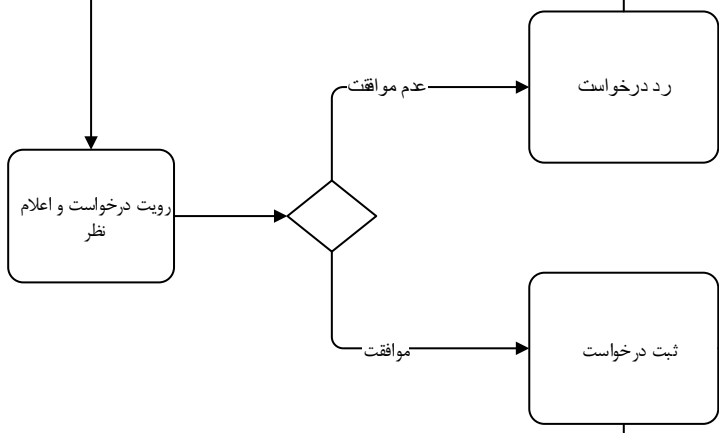 عدم موافقت
رد درخواست
رویت درخواست و اعلام
نظر
موافقت
ثبت درخواست